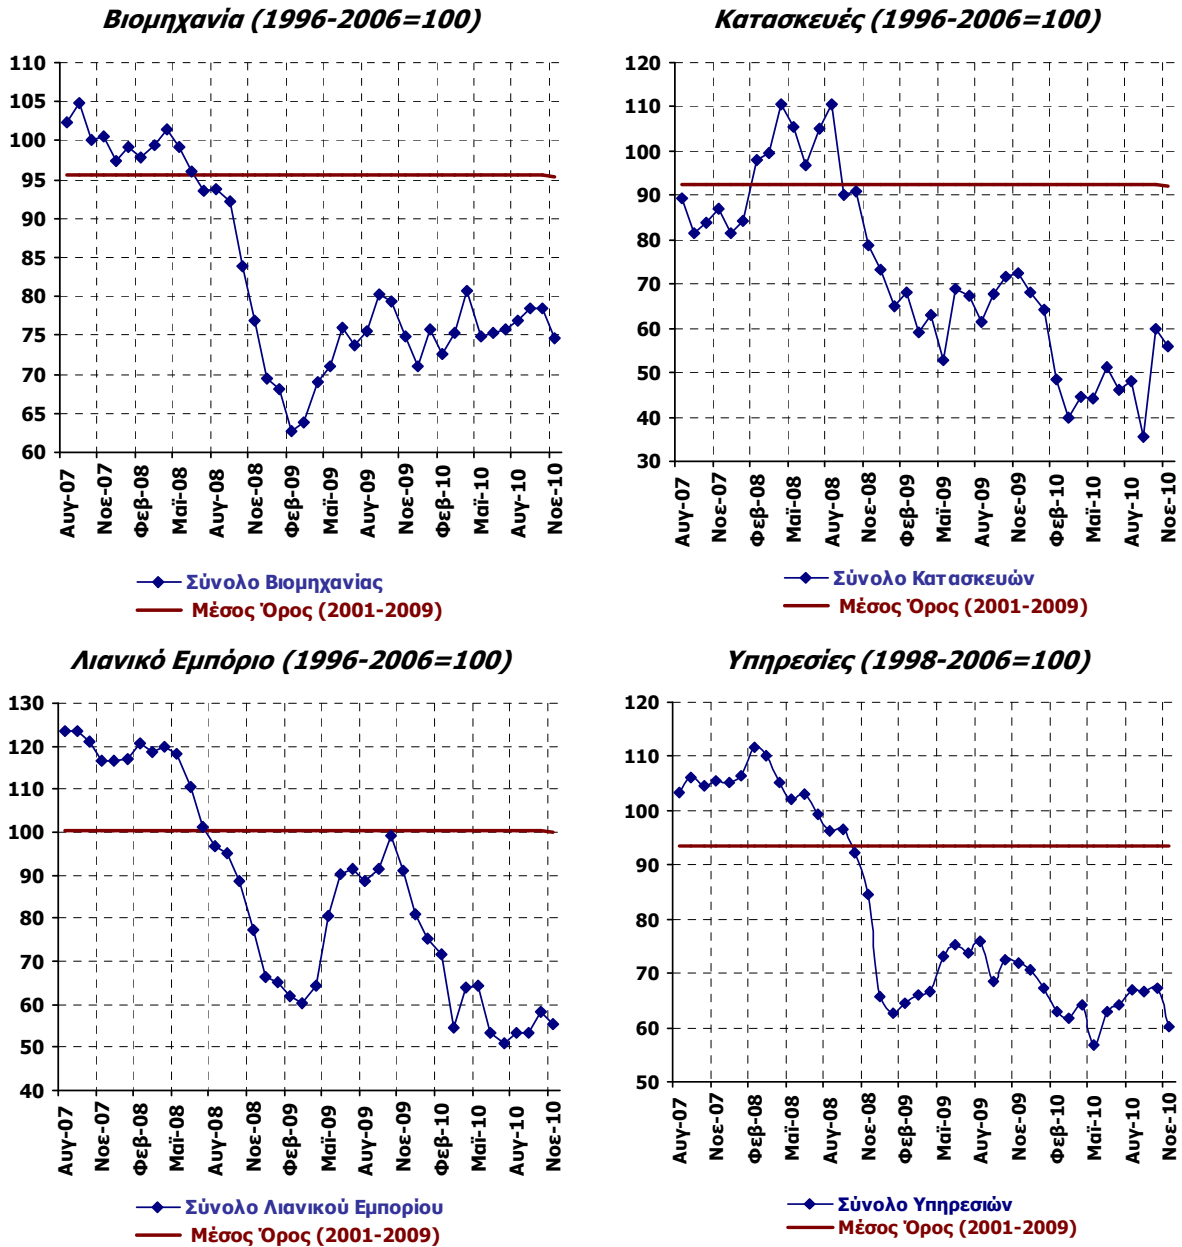 Βιομηχανία (1996-2006=100)
110
105
100
95
90
85
80
75
70
65
60
Αυγ-07
Νοε-07
Φεβ-08
Μαϊ-08
Αυγ-08
Νοε-08
Φεβ-09
Μαϊ-09
Αυγ-09
Νοε-09
Φεβ-10
Μαϊ-10
Αυγ-10
Νοε-10
Σύνολο Βιομηχανίας
Μέσος Όρος (2001-2009)
Κατασκευές (1996-2006=100)
120
110
100
90
80
70
60
50
40
30
Αυγ-07
Νοε-07
Φεβ-08
Μαϊ-08
Αυγ-08
Νοε-08
Φεβ-09
Μαϊ-09
Αυγ-09
Νοε-09
Φεβ-10
Μαϊ-10
Αυγ-10
Νοε-10
Σύνολο Κατασκευών
Μέσος Όρος (2001-2009)
Λιανικό Εμπόριο (1996-2006=100)
130
120
110
100
90
80
70
60
50
40
Αυγ-07
Νοε-07
Φεβ-08
Μαϊ-08
Αυγ-08
Νοε-08
Φεβ-09
Μαϊ-09
Αυγ-09
Νοε-09
Φεβ-10
Μαϊ-10
Αυγ-10
Νοε-10
Σύνολο Λιανικού Εμπορίου
Μέσος Όρος (2001-2009)
Υπηρεσίες (1998-2006=100)
120
110
100
90
80
70
60
50
Αυγ-07
Νοε-07
Φεβ-08
Μαϊ-08
Αυγ-08
Νοε-08
Φεβ-09
Μαϊ-09
Αυγ-09
Νοε-09
Φεβ-10
Μαϊ-10
Αυγ-10
Νοε-10
Σύνολο Υπηρεσιών
Μέσος Όρος (2001-2009)